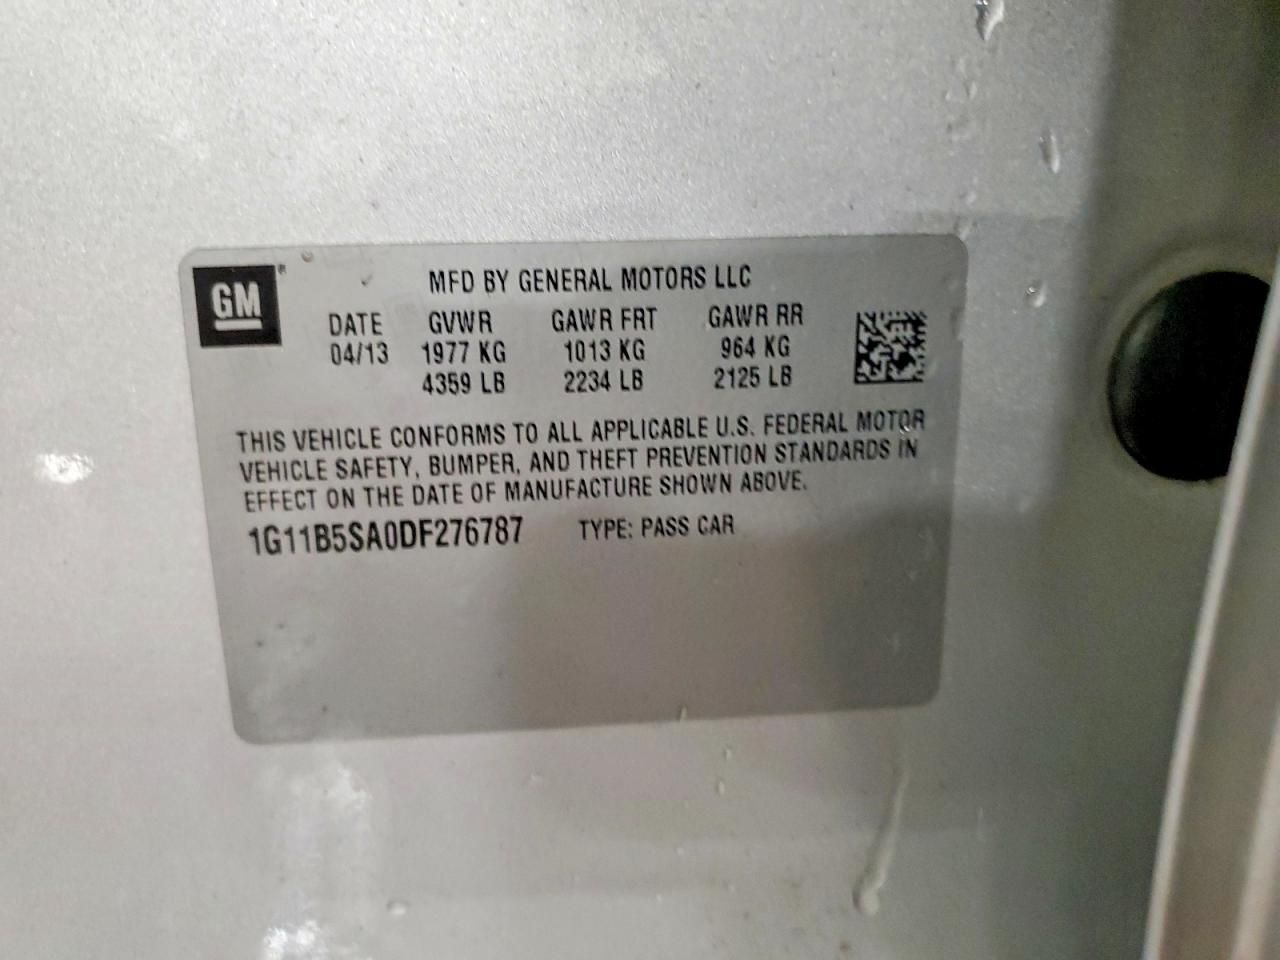 GM®
MFD BY GENERAL MOTORS LLC
DATE GVWR GAWR FRT GAWR RR
04/13 1977 KG 1013 KG 964 KG
4359 LB 2234 LB 2125 LB
THIS VEHICLE CONFORMS TO ALL APPLICABLE U.S. FEDERAL MOTOR
VEHICLE SAFETY, BUMPER, AND THEFT PREVENTION STANDARDS IN
EFFECT ON THE DATE OF MANUFACTURE SHOWN ABOVE.
1G11B5SA0DF276787 TYPE: PASS CAR